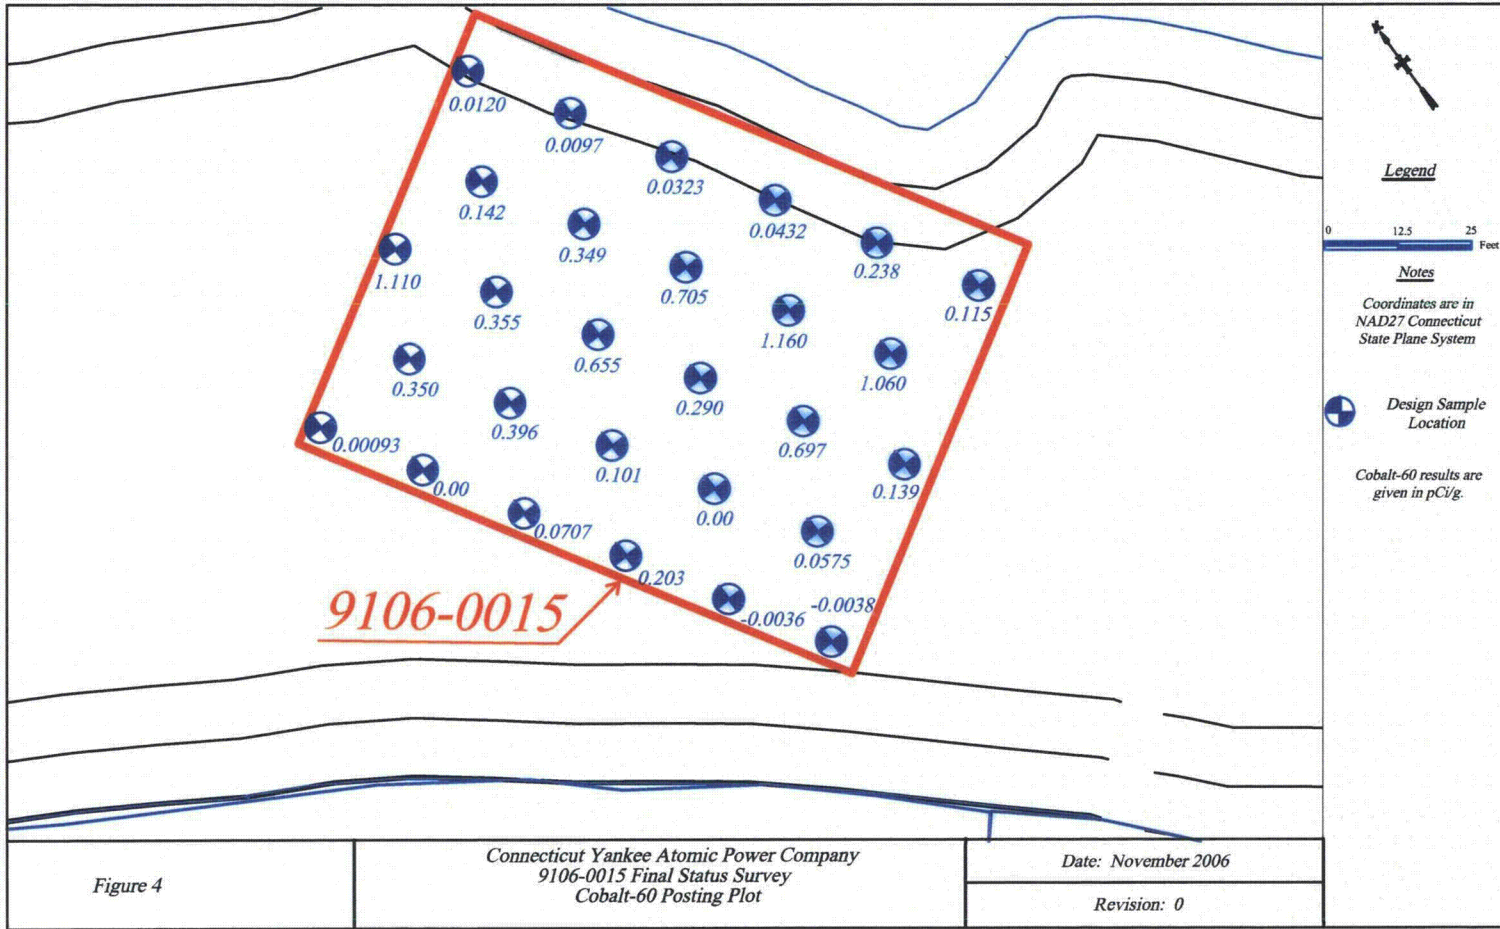 0.0120
0.0097
0.0323
0.142
0.0432
0.349
0.238
1.110
0.705
0.115
0.355
1.160
0.655
1.060
0.350
0.290
0.396
0.697
0.00093
0.101
0.139
0.00
0.00
0.0707
0.0575
0.203
-0.0038
-0.0036
9106-0015
Legend
0 12.5 25
Feet
Notes
Coordinates are in
NAD27 Connecticut
State Plane System
Design Sample
Location
Cobalt-60 results are
given in pCi/g.
Figure 4
Connecticut Yankee Atomic Power Company
9106-0015 Final Status Survey
Cobalt-60 Posting Plot
Date: November 2006
Revision: 0